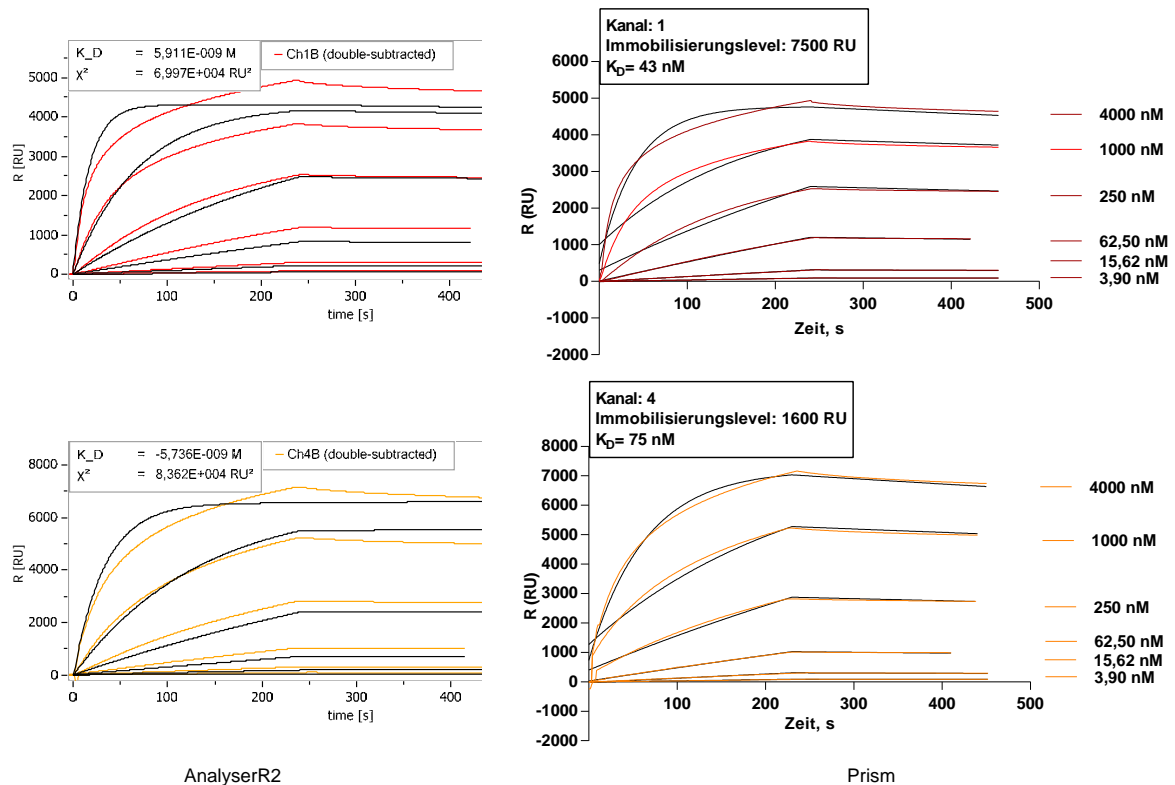 K_D = 5,911E-009 M
χ² = 6,997E+004 RU²
Ch1B (double-subtracted)
5000
4000
3000
2000
1000
0
R [RU]
0 100 200 300 400
time [s]
Kanal: 1
Immobilisierungslevel: 7500 RU
K_D= 43 nM
7000
6000
5000
4000
3000
2000
1000
0
-1000
-2000
R (RU)
100 200 300 400 500
Zeit, s
4000 nM
1000 nM
250 nM
62,50 nM
15,62 nM
3,90 nM
K_D = -5,736E-009 M
χ² = 8,362E+004 RU²
Ch4B (double-subtracted)
8000
6000
4000
2000
0
R [RU]
0 100 200 300 400
time [s]
Kanal: 4
Immobilisierungslevel: 1600 RU
K_D= 75 nM
8000
7000
6000
5000
4000
3000
2000
1000
0
-1000
-2000
R (RU)
100 200 300 400 500
Zeit, s
4000 nM
1000 nM
250 nM
62,50 nM
15,62 nM
3,90 nM
AnalyserR2
Prism